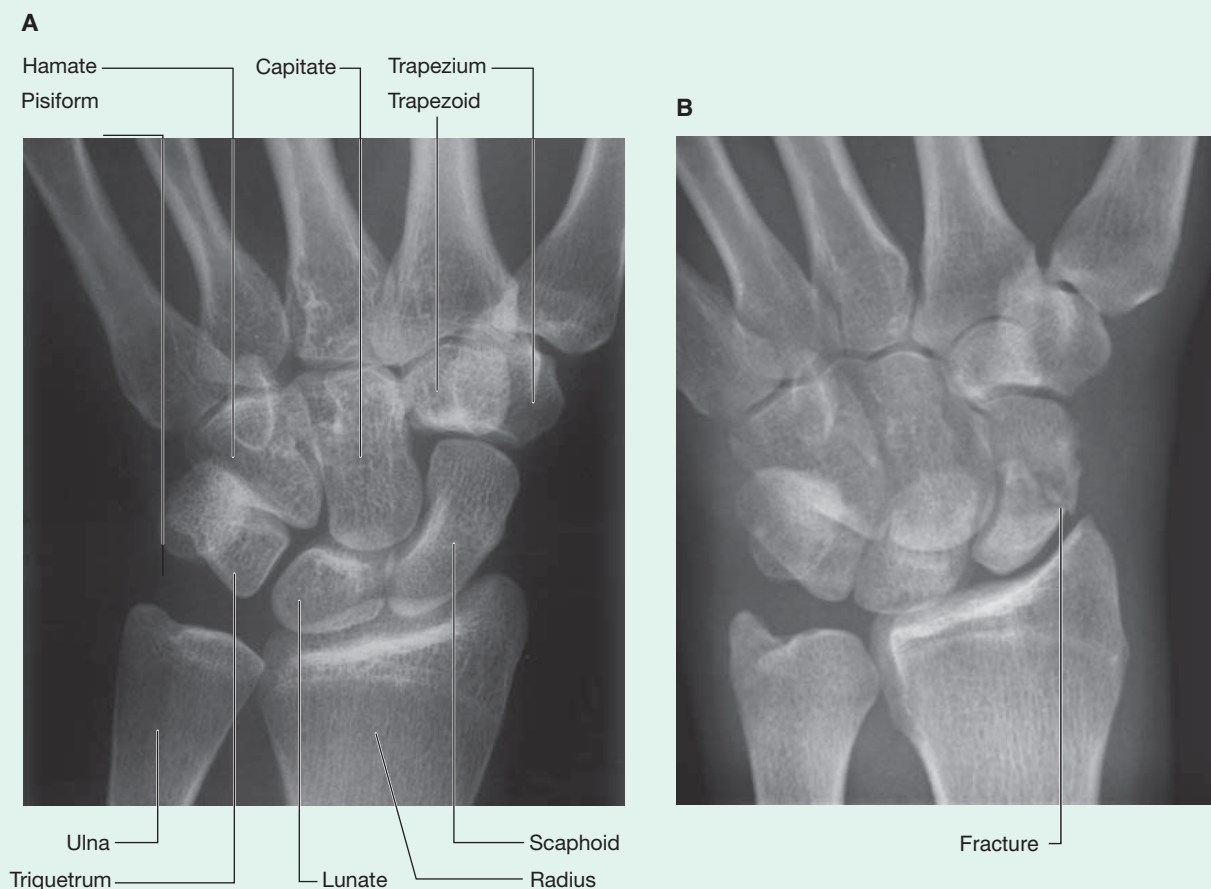 A
Hamate
Capitate
Trapezium
Pisiform
Trapezoid
B
Ulna
Scaphoid
Fracture
Triquetrum
Lunate
Radius